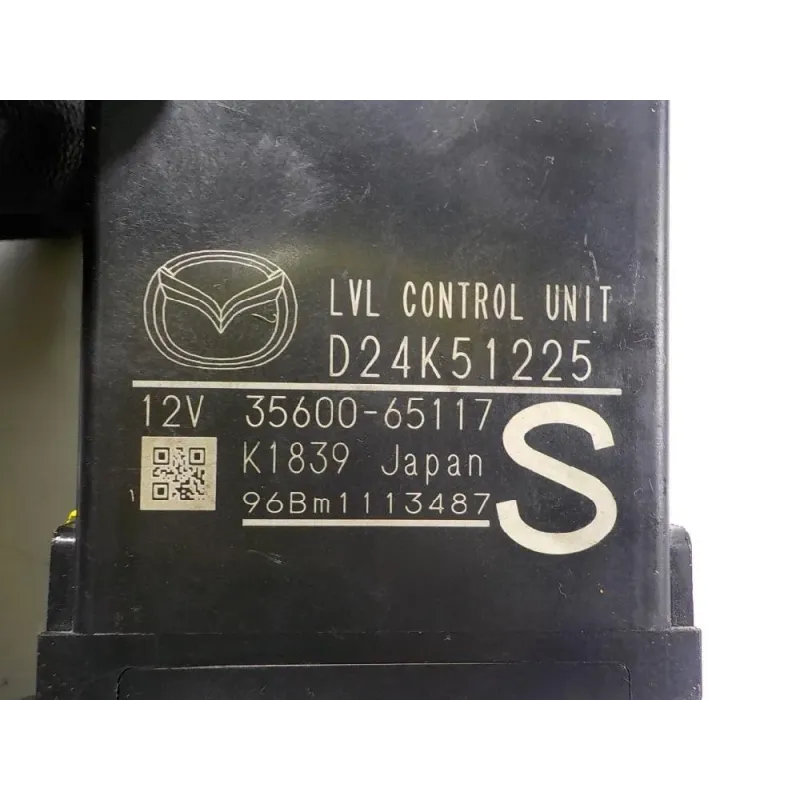 LVL CONTROL UNIT
D24K51225
12V 35600-65117
K1839 Japan
96Bm1113487
S